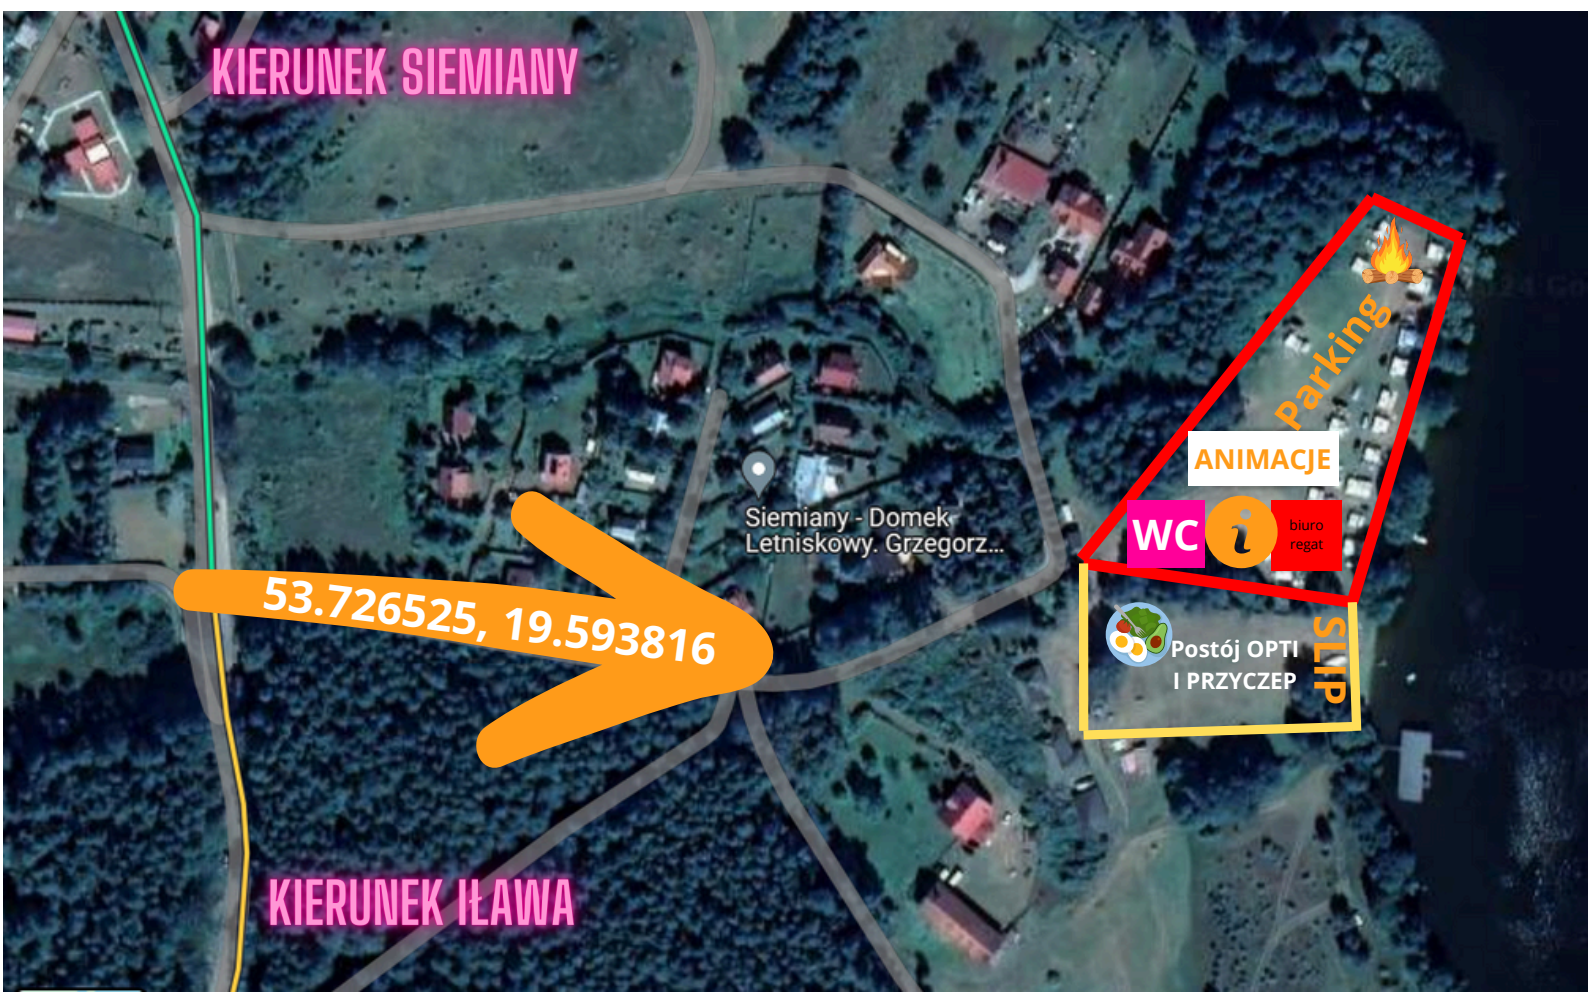 KIERUNEK SIEMIANY
Parking
ANIMACJE
WC
i
biuro
regat
Siemiany - Domek
Letniskowy. Grzegorz...
53.726525, 19.593816
Postój OPTI
I PRZYCZEP
SLIP
KIERUNEK IŁAWA